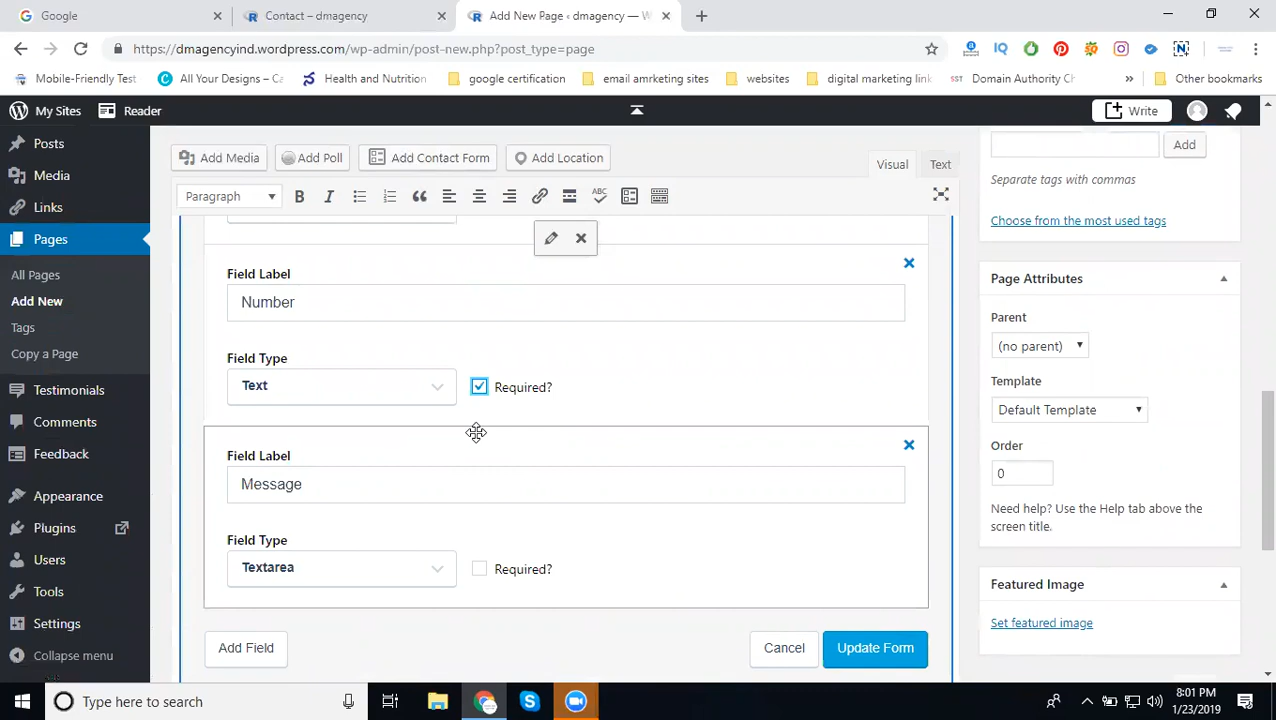 Google
Contact – dmagency
Add New Page ‹ dmagency — W
https://dmagencyind.wordpress.com/wp-admin/post-new.php?post_type=page
Mobile-Friendly Test
All Your Designs – Ca
Health and Nutrition
google certification
email amrketing sites
websites
digital marketing link
SST
Domain Authority Ch
»
Other bookmarks
My Sites
Reader
Write
Posts
Media
Links
Pages
All Pages
Add New
Tags
Copy a Page
Testimonials
Comments
Feedback
Appearance
Plugins
Users
Tools
Settings
Collapse menu
Add Media
Add Poll
Add Contact Form
Add Location
Visual
Text
Paragraph
B
I
ABC
Field Label
Number
Field Type
Text
Required?
Field Label
Message
Field Type
Textarea
Required?
Add Field
Cancel
Update Form
Add
Separate tags with commas
Choose from the most used tags
Page Attributes
Parent
(no parent)
Template
Default Template
Order
0
Need help? Use the Help tab above the
screen title.
Featured Image
Set featured image
Type here to search
8:01 PM
1/23/2019